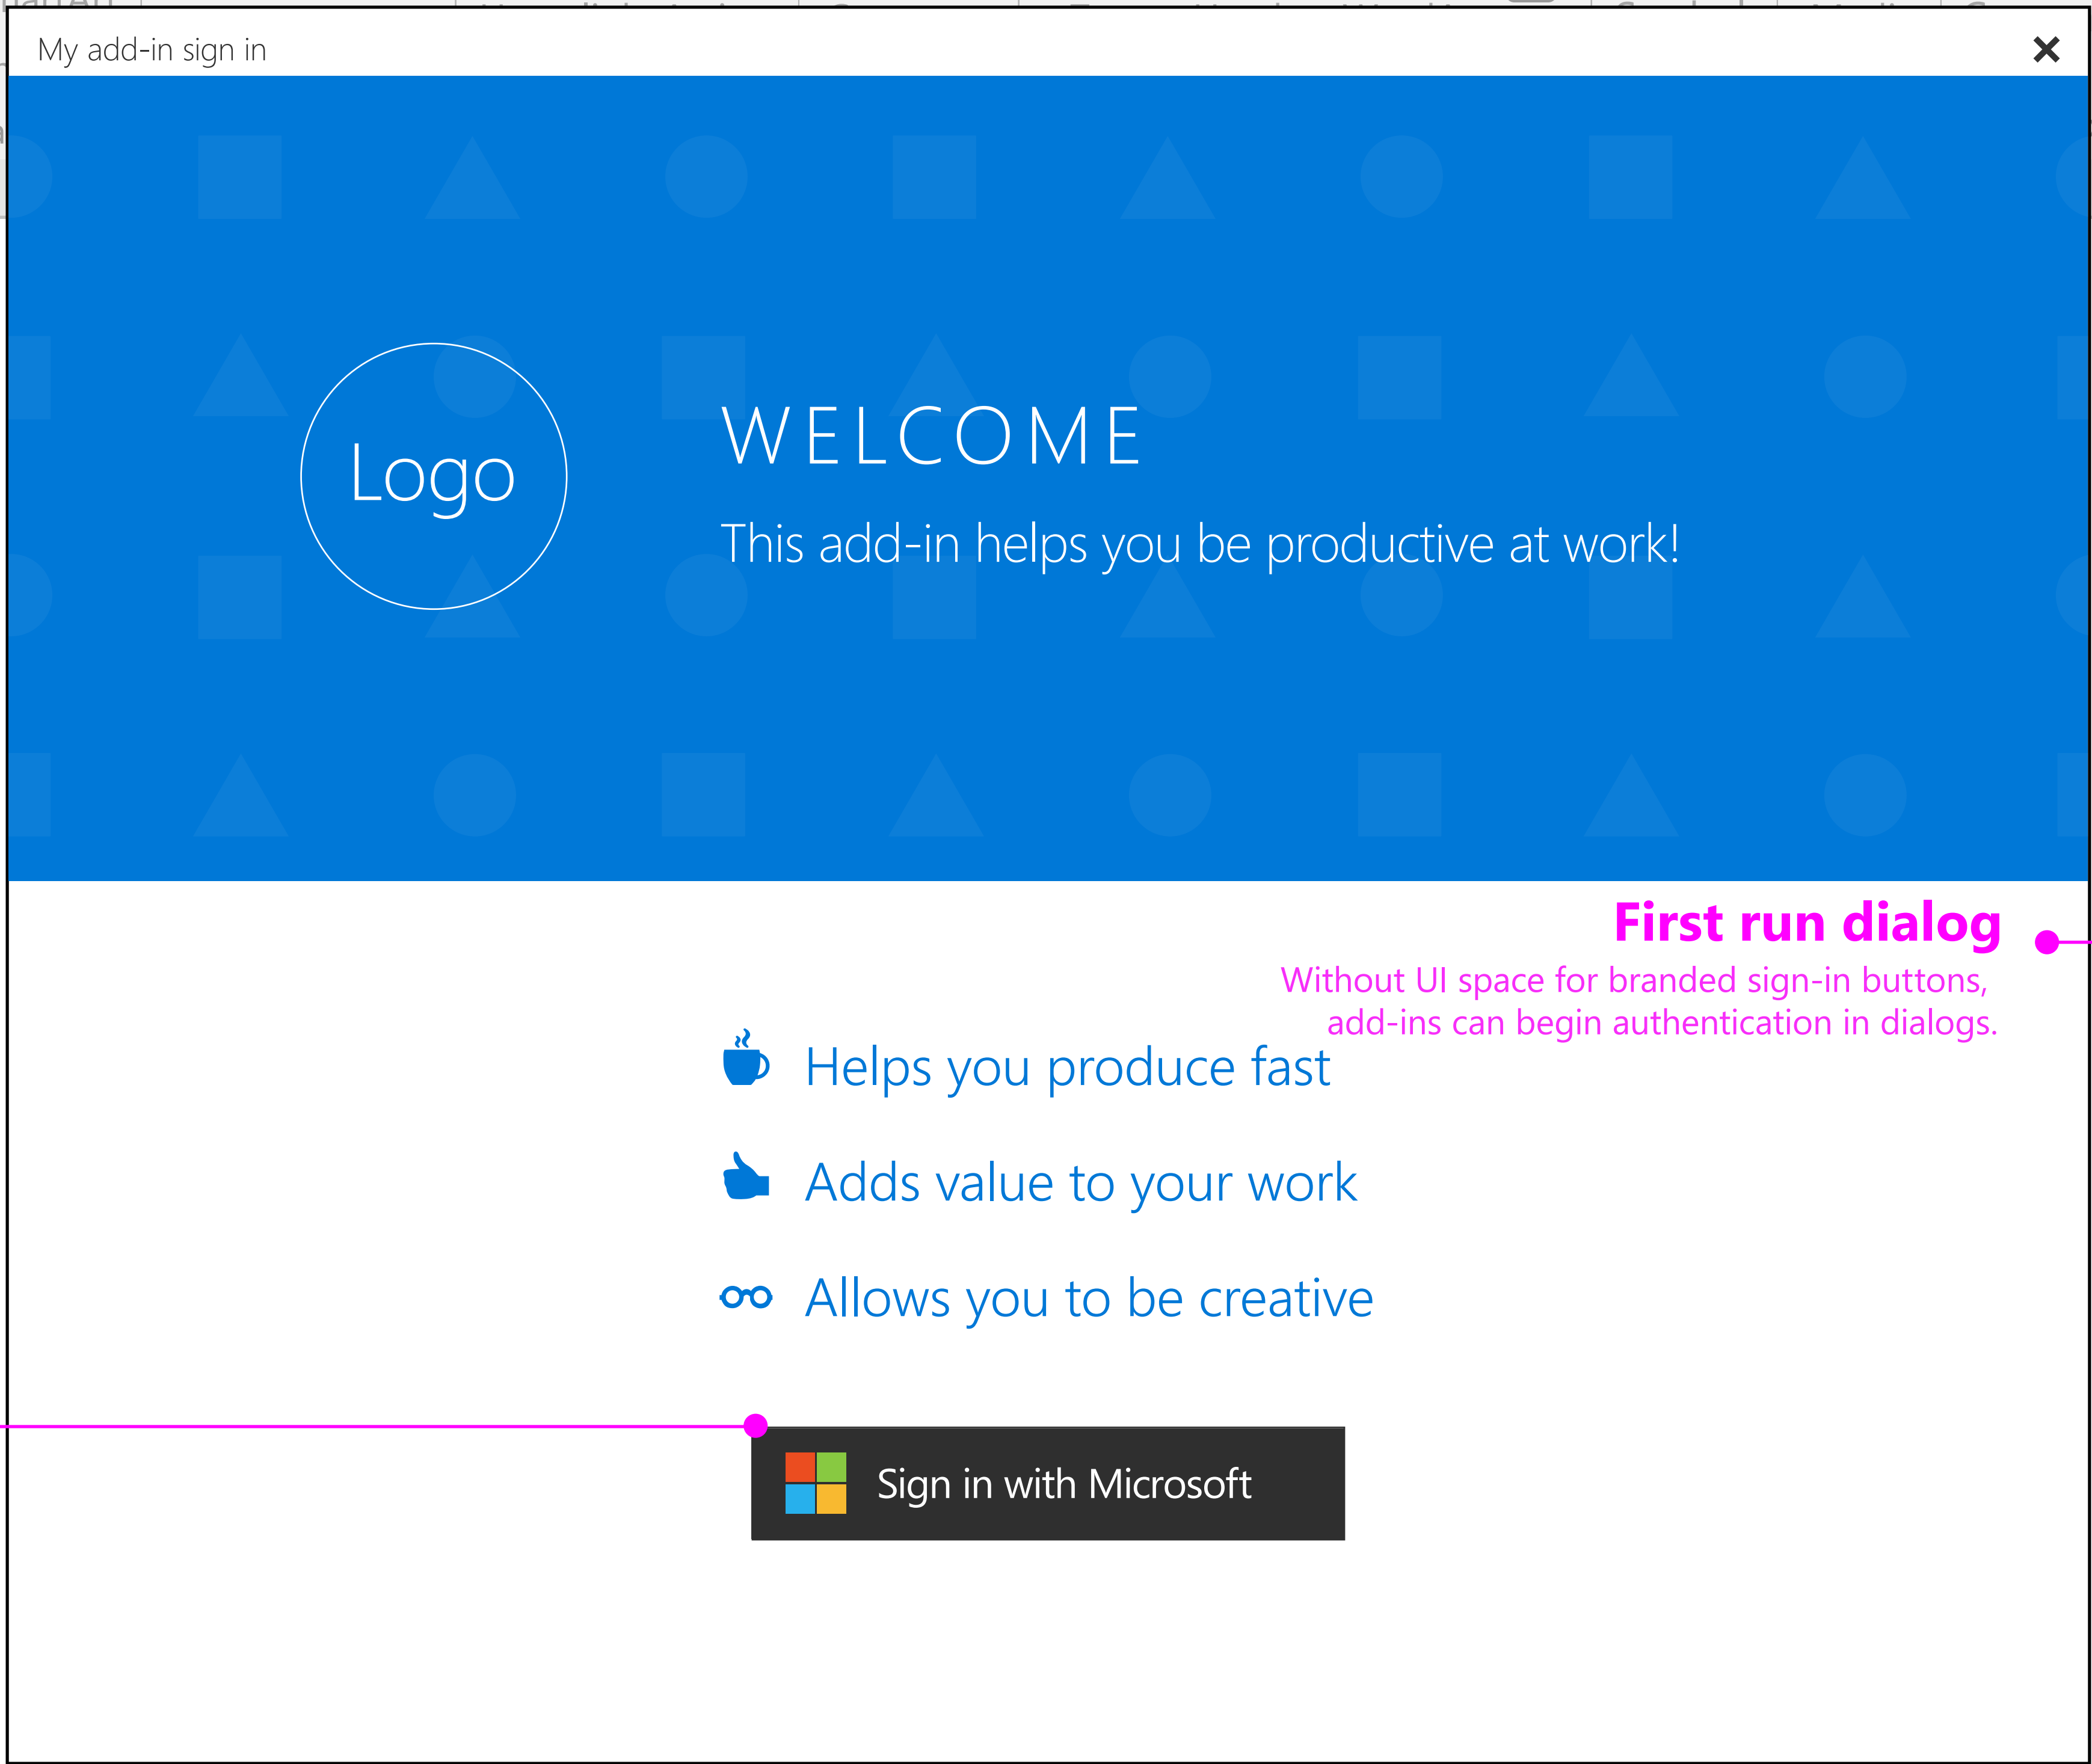 My add-in sign in
Logo
WELCOME
This add-in helps you be productive at work!
First run dialog
Without UI space for branded sign-in buttons,
add-ins can begin authentication in dialogs.
Helps you produce fast
Adds value to your work
Allows you to be creative
Sign in with Microsoft